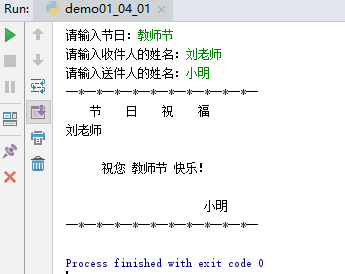 Run: demo01_04_01
请输入节日：教师节
请输入收件人的姓名：刘老师
请输入送件人的姓名：小明
—*—*—*—*—*—*—*—*—*—
节 日 祝 福
刘老师
祝您 教师节 快乐!
小明
—*—*—*—*—*—*—*—*—*—
Process finished with exit code 0